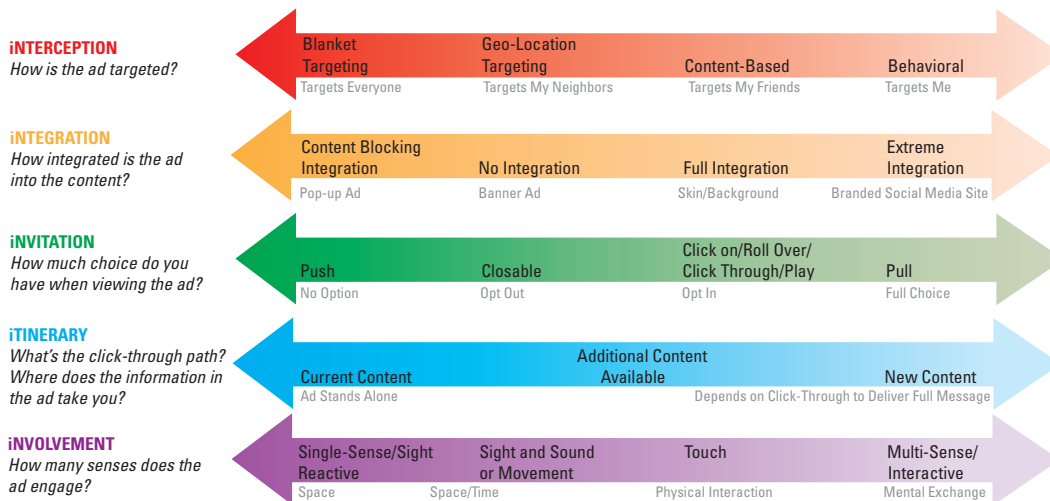 iNTERCEPTION
How is the ad targeted?
Blanket
Targeting
Geo-Location
Targeting
Content-Based
Behavioral
Targets Everyone
Targets My Neighbors
Targets My Friends
Targets Me
iNTEGRATION
How integrated is the ad
into the content?
Content Blocking
Integration
No Integration
Full Integration
Extreme
Integration
Pop-up Ad
Banner Ad
Skin/Background
Branded Social Media Site
iNVITATION
How much choice do you
have when viewing the ad?
Push
Closable
Click on/Roll Over/
Click Through/Play
Pull
No Option
Opt Out
Opt In
Full Choice
iTINERARY
What's the click-through path?
Where does the information in
the ad take you?
Current Content
Additional Content
Available
New Content
Ad Stands Alone
Depends on Click-Through to Deliver Full Message
iNVOLVEMENT
How many senses does the
ad engage?
Single-Sense/Sight
Reactive
Sight and Sound
or Movement
Touch
Multi-Sense/
Interactive
Space
Space/Time
Physical Interaction
Mental Exchange